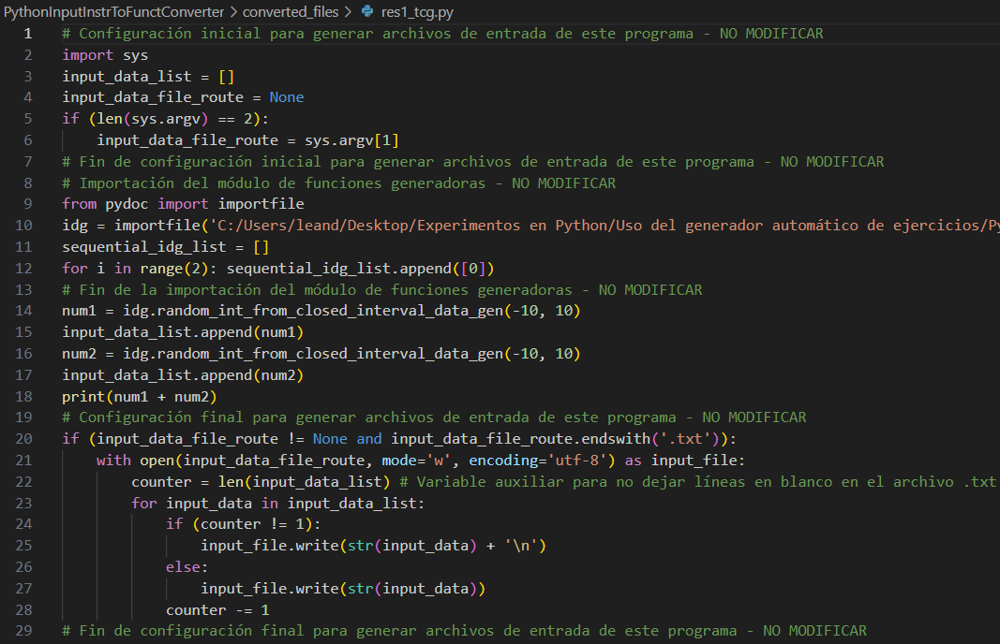 PythonInputInstrToFunctConverter > converted_files > res1_tcg.py
1 # Configuración inicial para generar archivos de entrada de este programa - NO MODIFICAR
2 import sys
3 input_data_list = []
4 input_data_file_route = None
5 if (len(sys.argv) == 2):
6     input_data_file_route = sys.argv[1]
7 # Fin de configuración inicial para generar archivos de entrada de este programa - NO MODIFICAR
8 # Importación del módulo de funciones generadoras - NO MODIFICAR
9 from pydoc import importfile
10 idg = importfile('C:/Users/leand/Desktop/Experimentos en Python/Uso del generador automático de ejercicios/Py
11 sequential_idg_list = []
12 for i in range(2): sequential_idg_list.append([0])
13 # Fin de la importación del módulo de funciones generadoras - NO MODIFICAR
14 num1 = idg.random_int_from_closed_interval_data_gen(-10, 10)
15 input_data_list.append(num1)
16 num2 = idg.random_int_from_closed_interval_data_gen(-10, 10)
17 input_data_list.append(num2)
18 print(num1 + num2)
19 # Configuración final para generar archivos de entrada de este programa - NO MODIFICAR
20 if (input_data_file_route != None and input_data_file_route.endswith('.txt')):
21     with open(input_data_file_route, mode='w', encoding='utf-8') as input_file:
22         counter = len(input_data_list) # Variable auxiliar para no dejar líneas en blanco en el archivo .txt
23         for input_data in input_data_list:
24             if (counter != 1):
25                 input_file.write(str(input_data) + '\n')
26             else:
27                 input_file.write(str(input_data))
28             counter -= 1
29 # Fin de configuración final para generar archivos de entrada de este programa - NO MODIFICAR